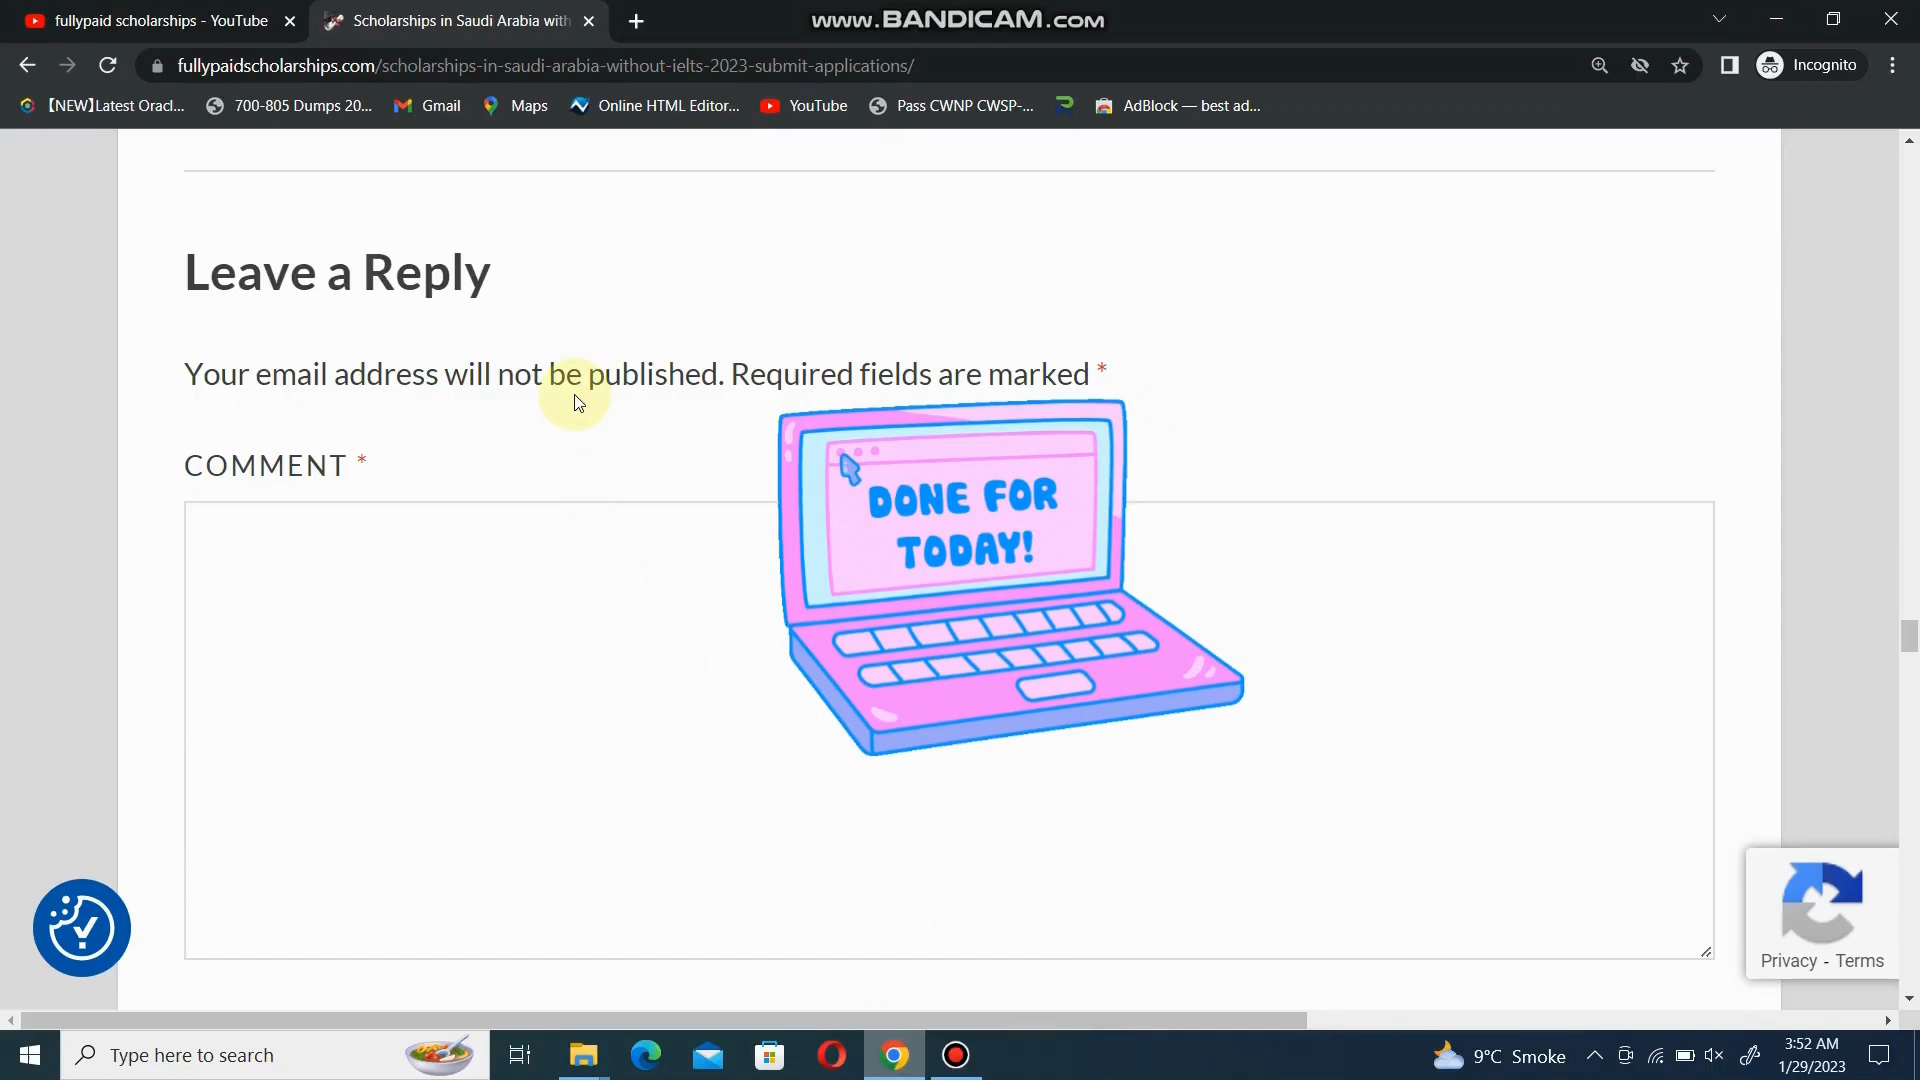 fullypaid scholarships - YouTube
Scholarships in Saudi Arabia with
www.BANDICAM.com
fullypaidscholarships.com/scholarships-in-saudi-arabia-without-ielts-2023-submit-applications/
Incognito
【NEW】Latest Oracl...
700-805 Dumps 20...
Gmail
Maps
Online HTML Editor...
YouTube
Pass CWNP CWSP-...
AdBlock — best ad...
Leave a Reply
Your email address will not be published. Required fields are marked *
COMMENT *
DONE FOR
TODAY!
Privacy - Terms
Type here to search
9°C Smoke
3:52 AM
1/29/2023